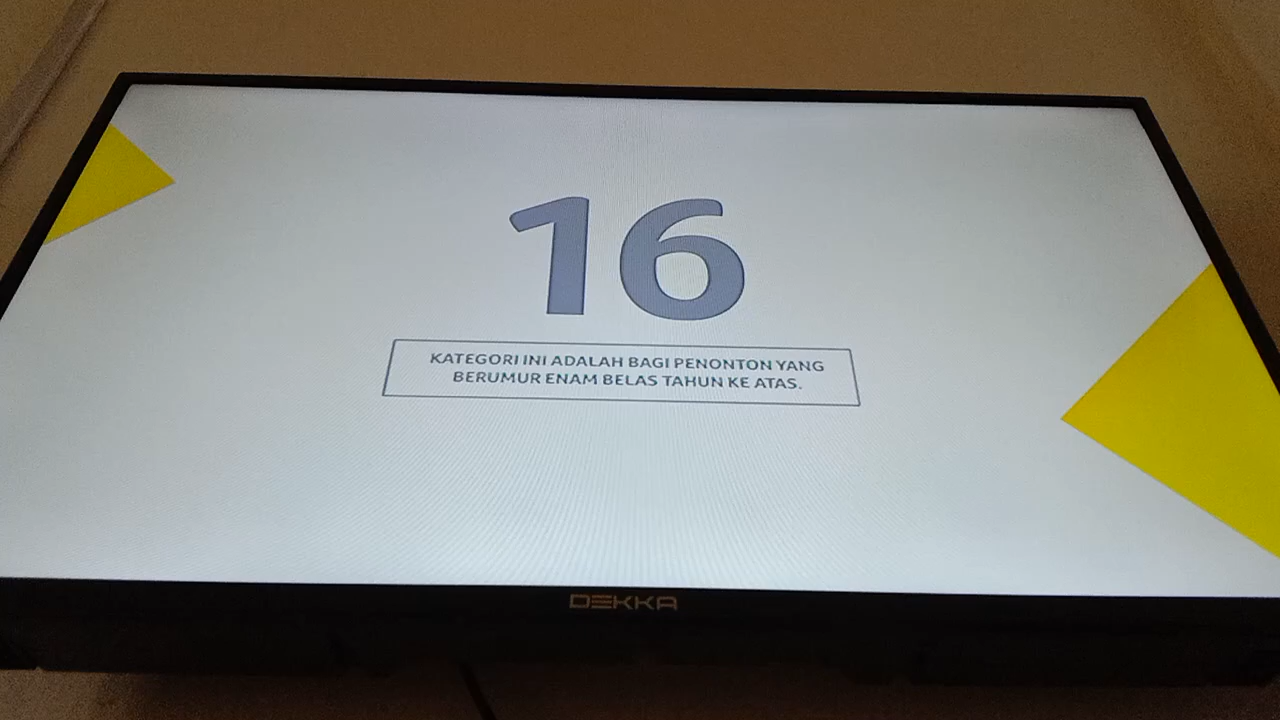 16
KATEGORI INI ADALAH BAGI PENONTON YANG
BERUMUR ENAM BELAS TAHUN KE ATAS.
DEKKA